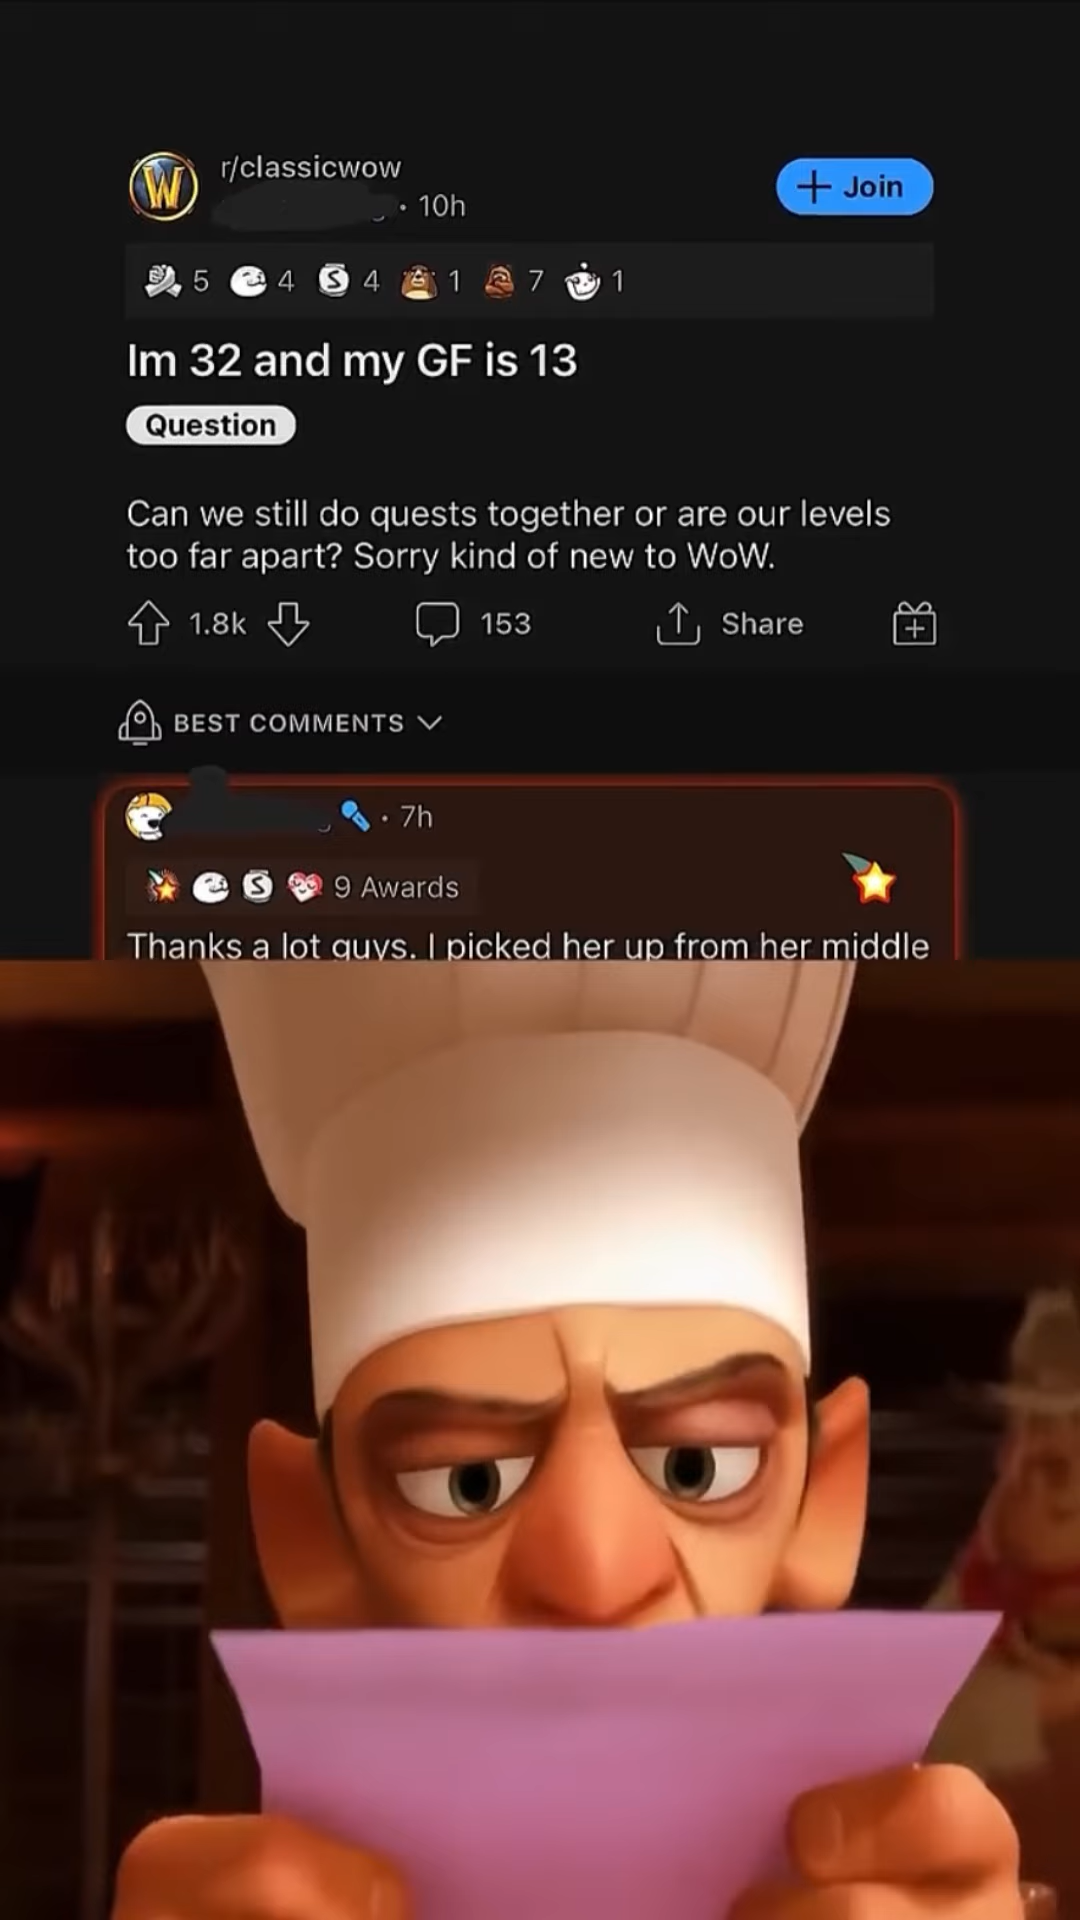 r/classicwow
• 10h
Join
5 4 4 1 7 1
Im 32 and my GF is 13
Question
Can we still do quests together or are our levels
too far apart? Sorry kind of new to WoW.
1.8k 153 Share
BEST COMMENTS
• 7h
9 Awards
Thanks a lot guys. I picked her up from her middle